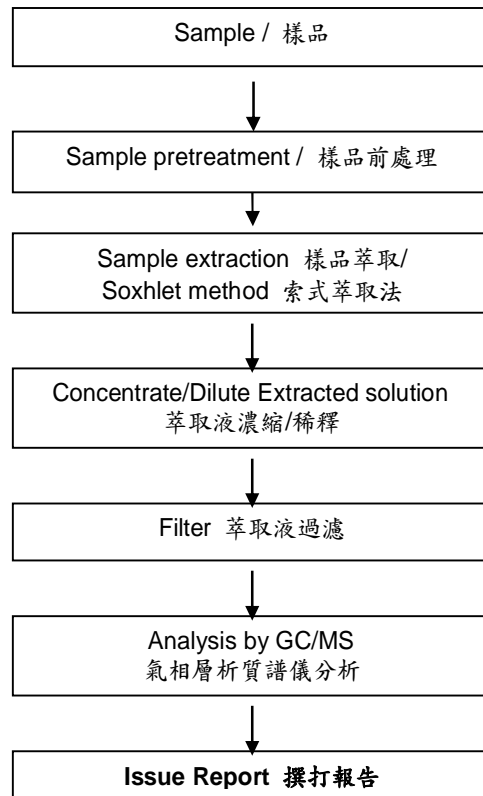 Sample / 樣品
Sample pretreatment / 樣品前處理
Sample extraction 樣品萃取/
Soxhlet method 索式萃取法
Concentrate/Dilute Extracted solution
萃取液濃縮/稀釋
Filter 萃取液過濾
Analysis by GC/MS
氣相層析質譜儀分析
Issue Report 撰打報告